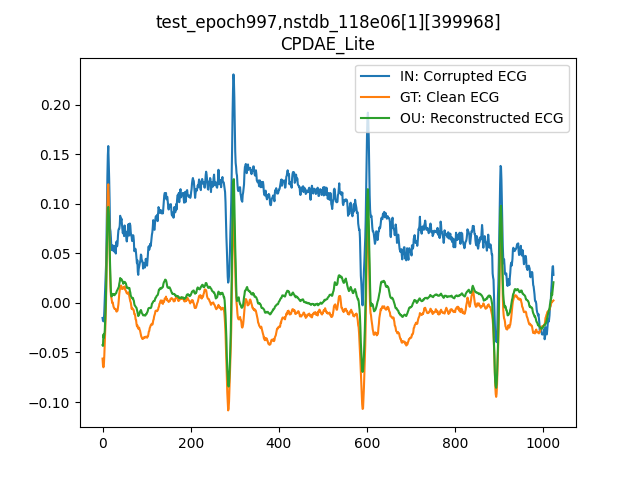 test_epoch997,nstdb_118e06[1][399968]
CPDAE_Lite
IN: Corrupted ECG
GT: Clean ECG
OU: Reconstructed ECG
0.20
0.15
0.10
0.05
0.00
−0.05
−0.10
0 200 400 600 800 1000